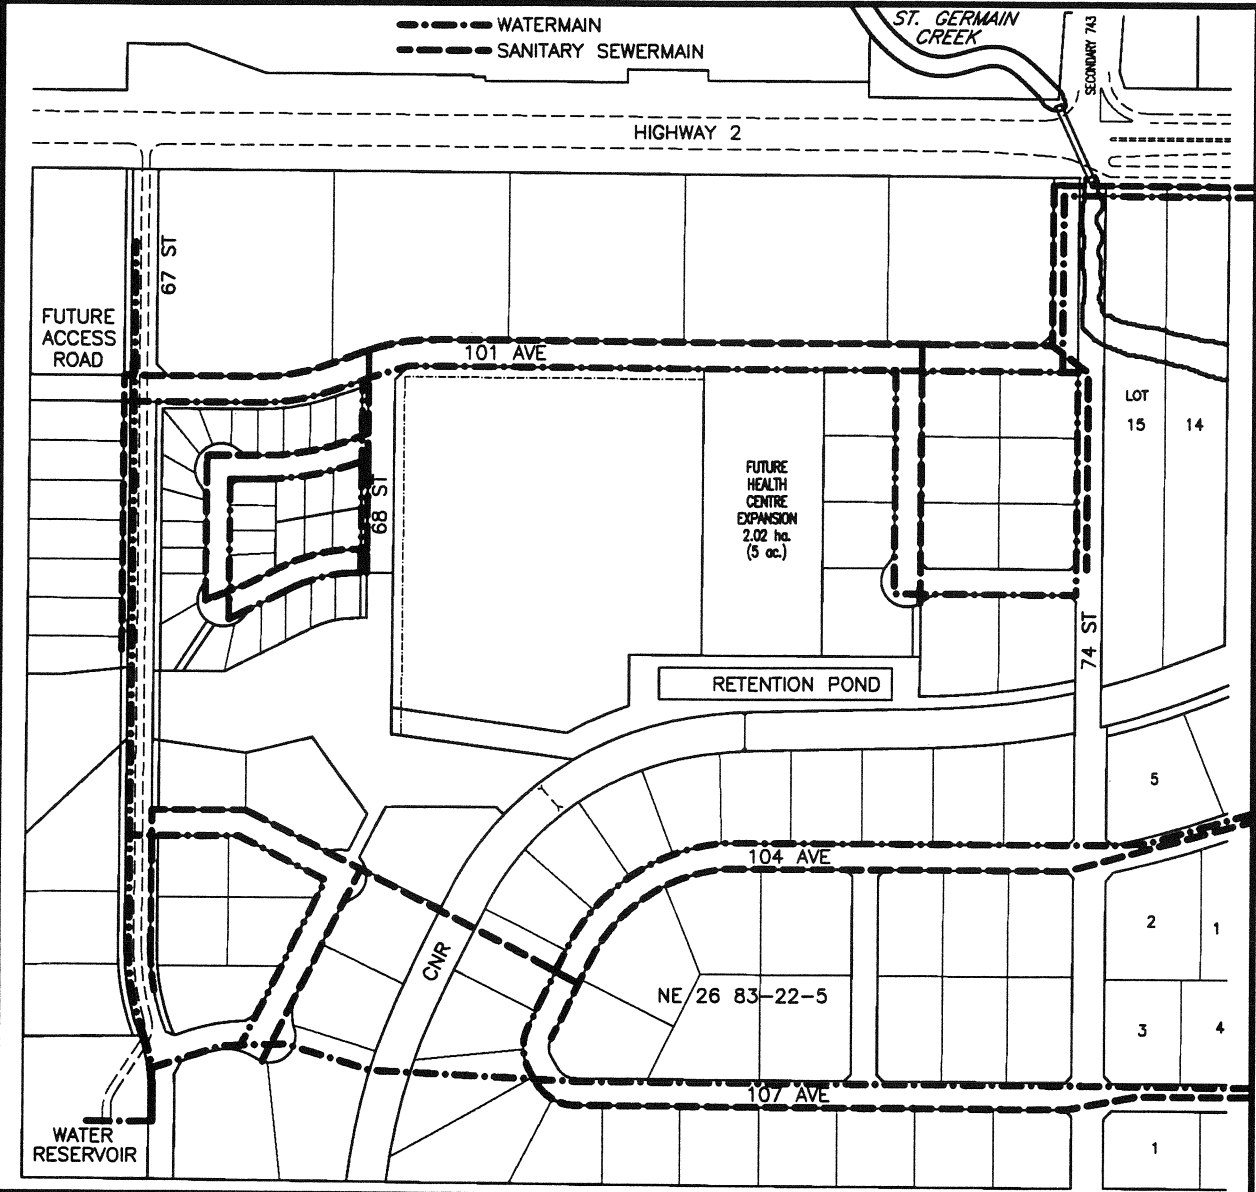 WATERMAIN
SANITARY SEWERMAIN
ST. GERMAIN
CREEK
SECONDARY 743
HIGHWAY 2
67 ST
FUTURE
ACCESS
ROAD
101 AVE
LOT
15
14
68 ST
FUTURE
HEALTH
CENTRE
EXPANSION
2.02 ha.
(5 ac.)
74 ST
RETENTION POND
5
104 AVE
2
1
CNR
NE 26 83-22-5
3
4
107 AVE
WATER
RESERVOIR
1